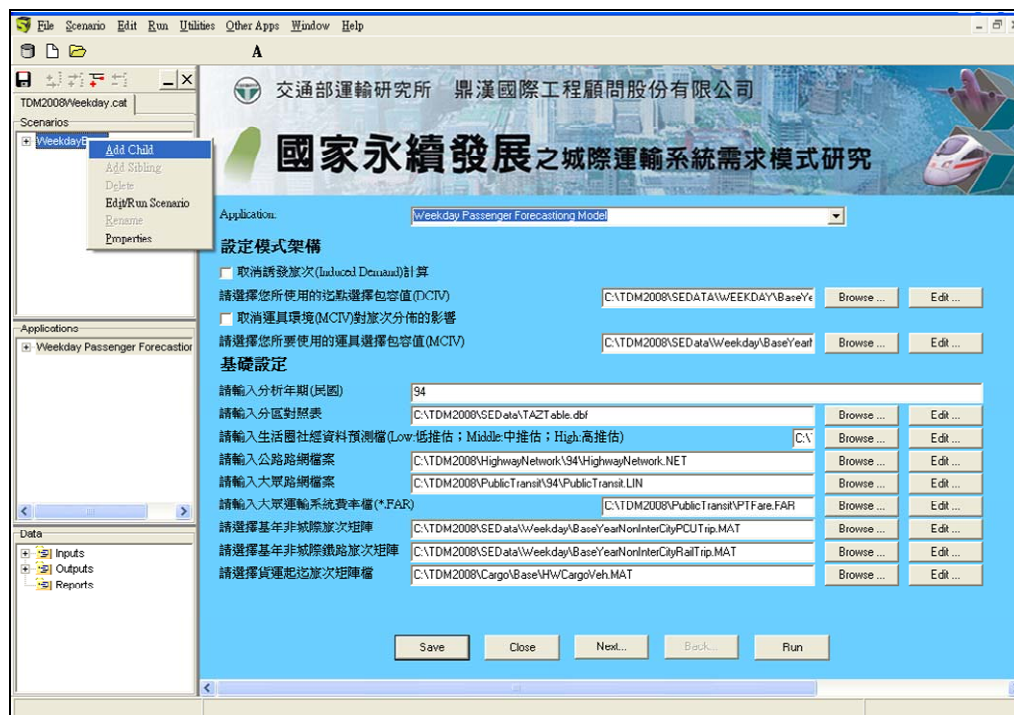 File Scenario Edit Run Utilities Other Apps Window Help
A
TDM2008Weekday.cat
Scenarios
Add Child
Add Sibling
Delete
Edit/Run Scenario
Rename
Properties
Applications
Weekday Passenger Forecastior
Data
Inputs
Outputs
Reports
交通部運輸研究所 鼎漢國際工程顧問股份有限公司
國家永續發展之城際運輸系統需求模式研究
Application: Weekday Passenger Forecastiong Model
設定模式架構
取消誘發旅次(Induced Demand)計算
請選擇您所使用的迄點選擇包容值(DCIV) C:\TDM2008\SEDATA\WEEKDAY\BaseYe Browse ... Edit ...
取消運具環境(MCIV)對旅次分佈的影響
請選擇您所要使用的運具選擇包容值(MCIV) C:\TDM2008\SEData\Weekday\BaseYearM Browse ... Edit ...
基礎設定
請輸入分析年期(民國) 94
請輸入分區對照表 C:\TDM2008\SEData\TAZTable.dbf Browse ... Edit ...
請輸入生活圈社經資料預測檔(Low:低推估；Middle:中推估；High:高推估) C:\ Browse ... Edit ...
請輸入公路路網檔案 C:\TDM2008\HighwayNetwork\94\HighwayNetwork.NET Browse ... Edit ...
請輸入大眾路網檔案 C:\TDM2008\PublicTransit\94\PublicTransit.LIN Browse ... Edit ...
請輸入大眾運輸系統費率檔(*.FAR) C:\TDM2008\PublicTransit\PTFare.FAR Browse ... Edit ...
請選擇基年非城際旅次矩陣 C:\TDM2008\SEData\Weekday\BaseYearNonInterCityPCUTrip.MAT Browse ... Edit ...
請選擇基年非城際鐵路旅次矩陣 C:\TDM2008\SEData\Weekday\BaseYearNonInterCityRailTrip.MAT Browse ... Edit ...
請選擇貨運起迄旅次矩陣檔 C:\TDM2008\Cargo\Base\HWCargoVeh.MAT Browse ... Edit ...
Save Close Next... Back... Run